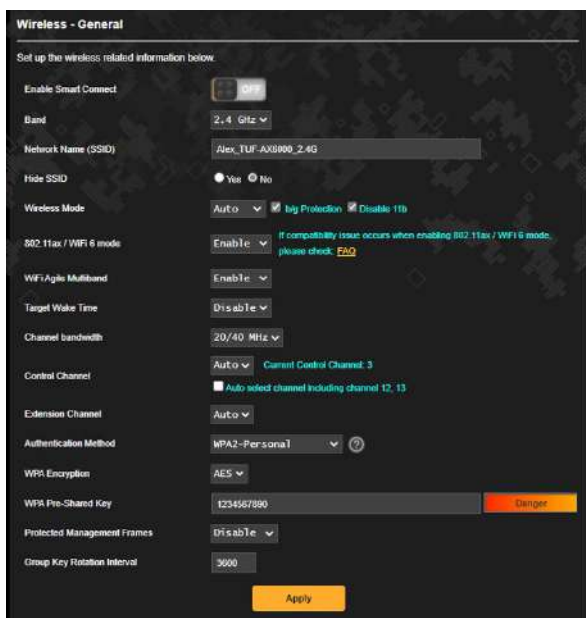 Wireless - General
Set up the wireless related information below.
Enable Smart Connect OFF
Band 2.4 GHz
Network Name (SSID) Alex_TUF-AX6000_2.4G
Hide SSID Yes No
Wireless Mode Auto b/g Protection Disable 11b
802.11ax / WiFi 6 mode Enable If compatibility issue occurs when enabling 802.11ax / WiFi 6 mode,
please check: FAQ
WiFi Agile Multiband Enable
Target Wake Time Disable
Channel bandwidth 20/40 MHz
Control Channel Auto Current Control Channel: 3
Auto select channel including channel 12, 13
Extension Channel Auto
Authentication Method WPA2-Personal ?
WPA Encryption AES
WPA Pre-Shared Key 1234567890 Danger
Protected Management Frames Disable
Group Key Rotation Interval 3600
Apply